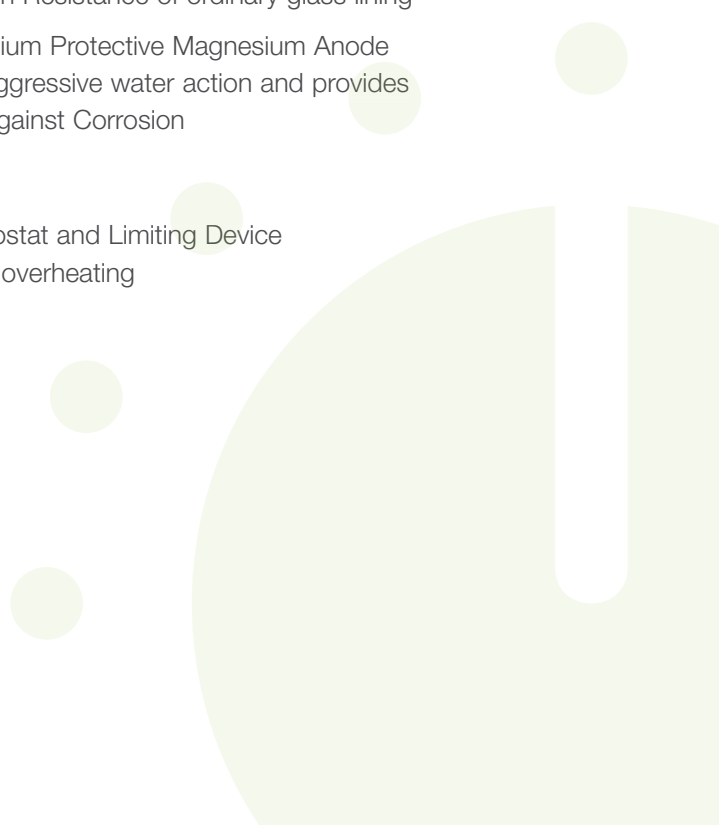 Resistance of ordinary glass lining
ium Protective Magnesium Anode
ggressive water action and provides
gainst Corrosion
ostat and Limiting Device
overheating